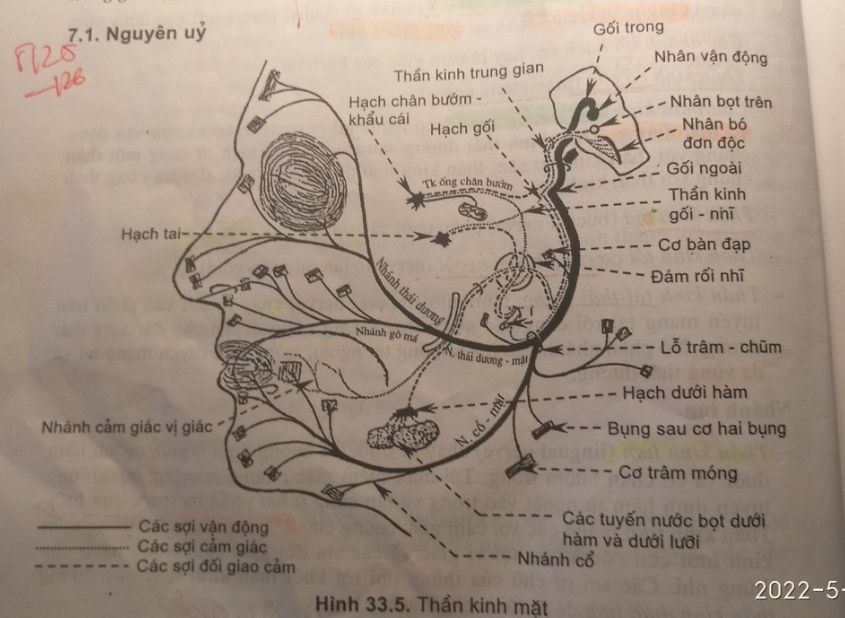 7.1. Nguyên uỷ
Gối trong
Nhân vận động
Thần kinh trung gian
Nhân bọt trên
Hạch chân bướm -
khẩu cái
Hạch gối
Nhân bó
đơn độc
Gối ngoài
Tk ống chân bướm
Thần kinh
gối - nhĩ
Hạch tai
Cơ bàn đạp
Đám rối nhĩ
Nhánh thái dương
Nhánh gò má
N. thái dương - mặt
Lỗ trâm - chũm
Hạch dưới hàm
N. cổ - mặt
Nhánh cảm giác vị giác
Bụng sau cơ hai bụng
Cơ trâm móng
Các sợi vận động
Các sợi cảm giác
Các sợi đối giao cảm
Các tuyến nước bọt dưới
hàm và dưới lưỡi
Nhánh cổ
Hình 33.5. Thần kinh mặt
2022-5-